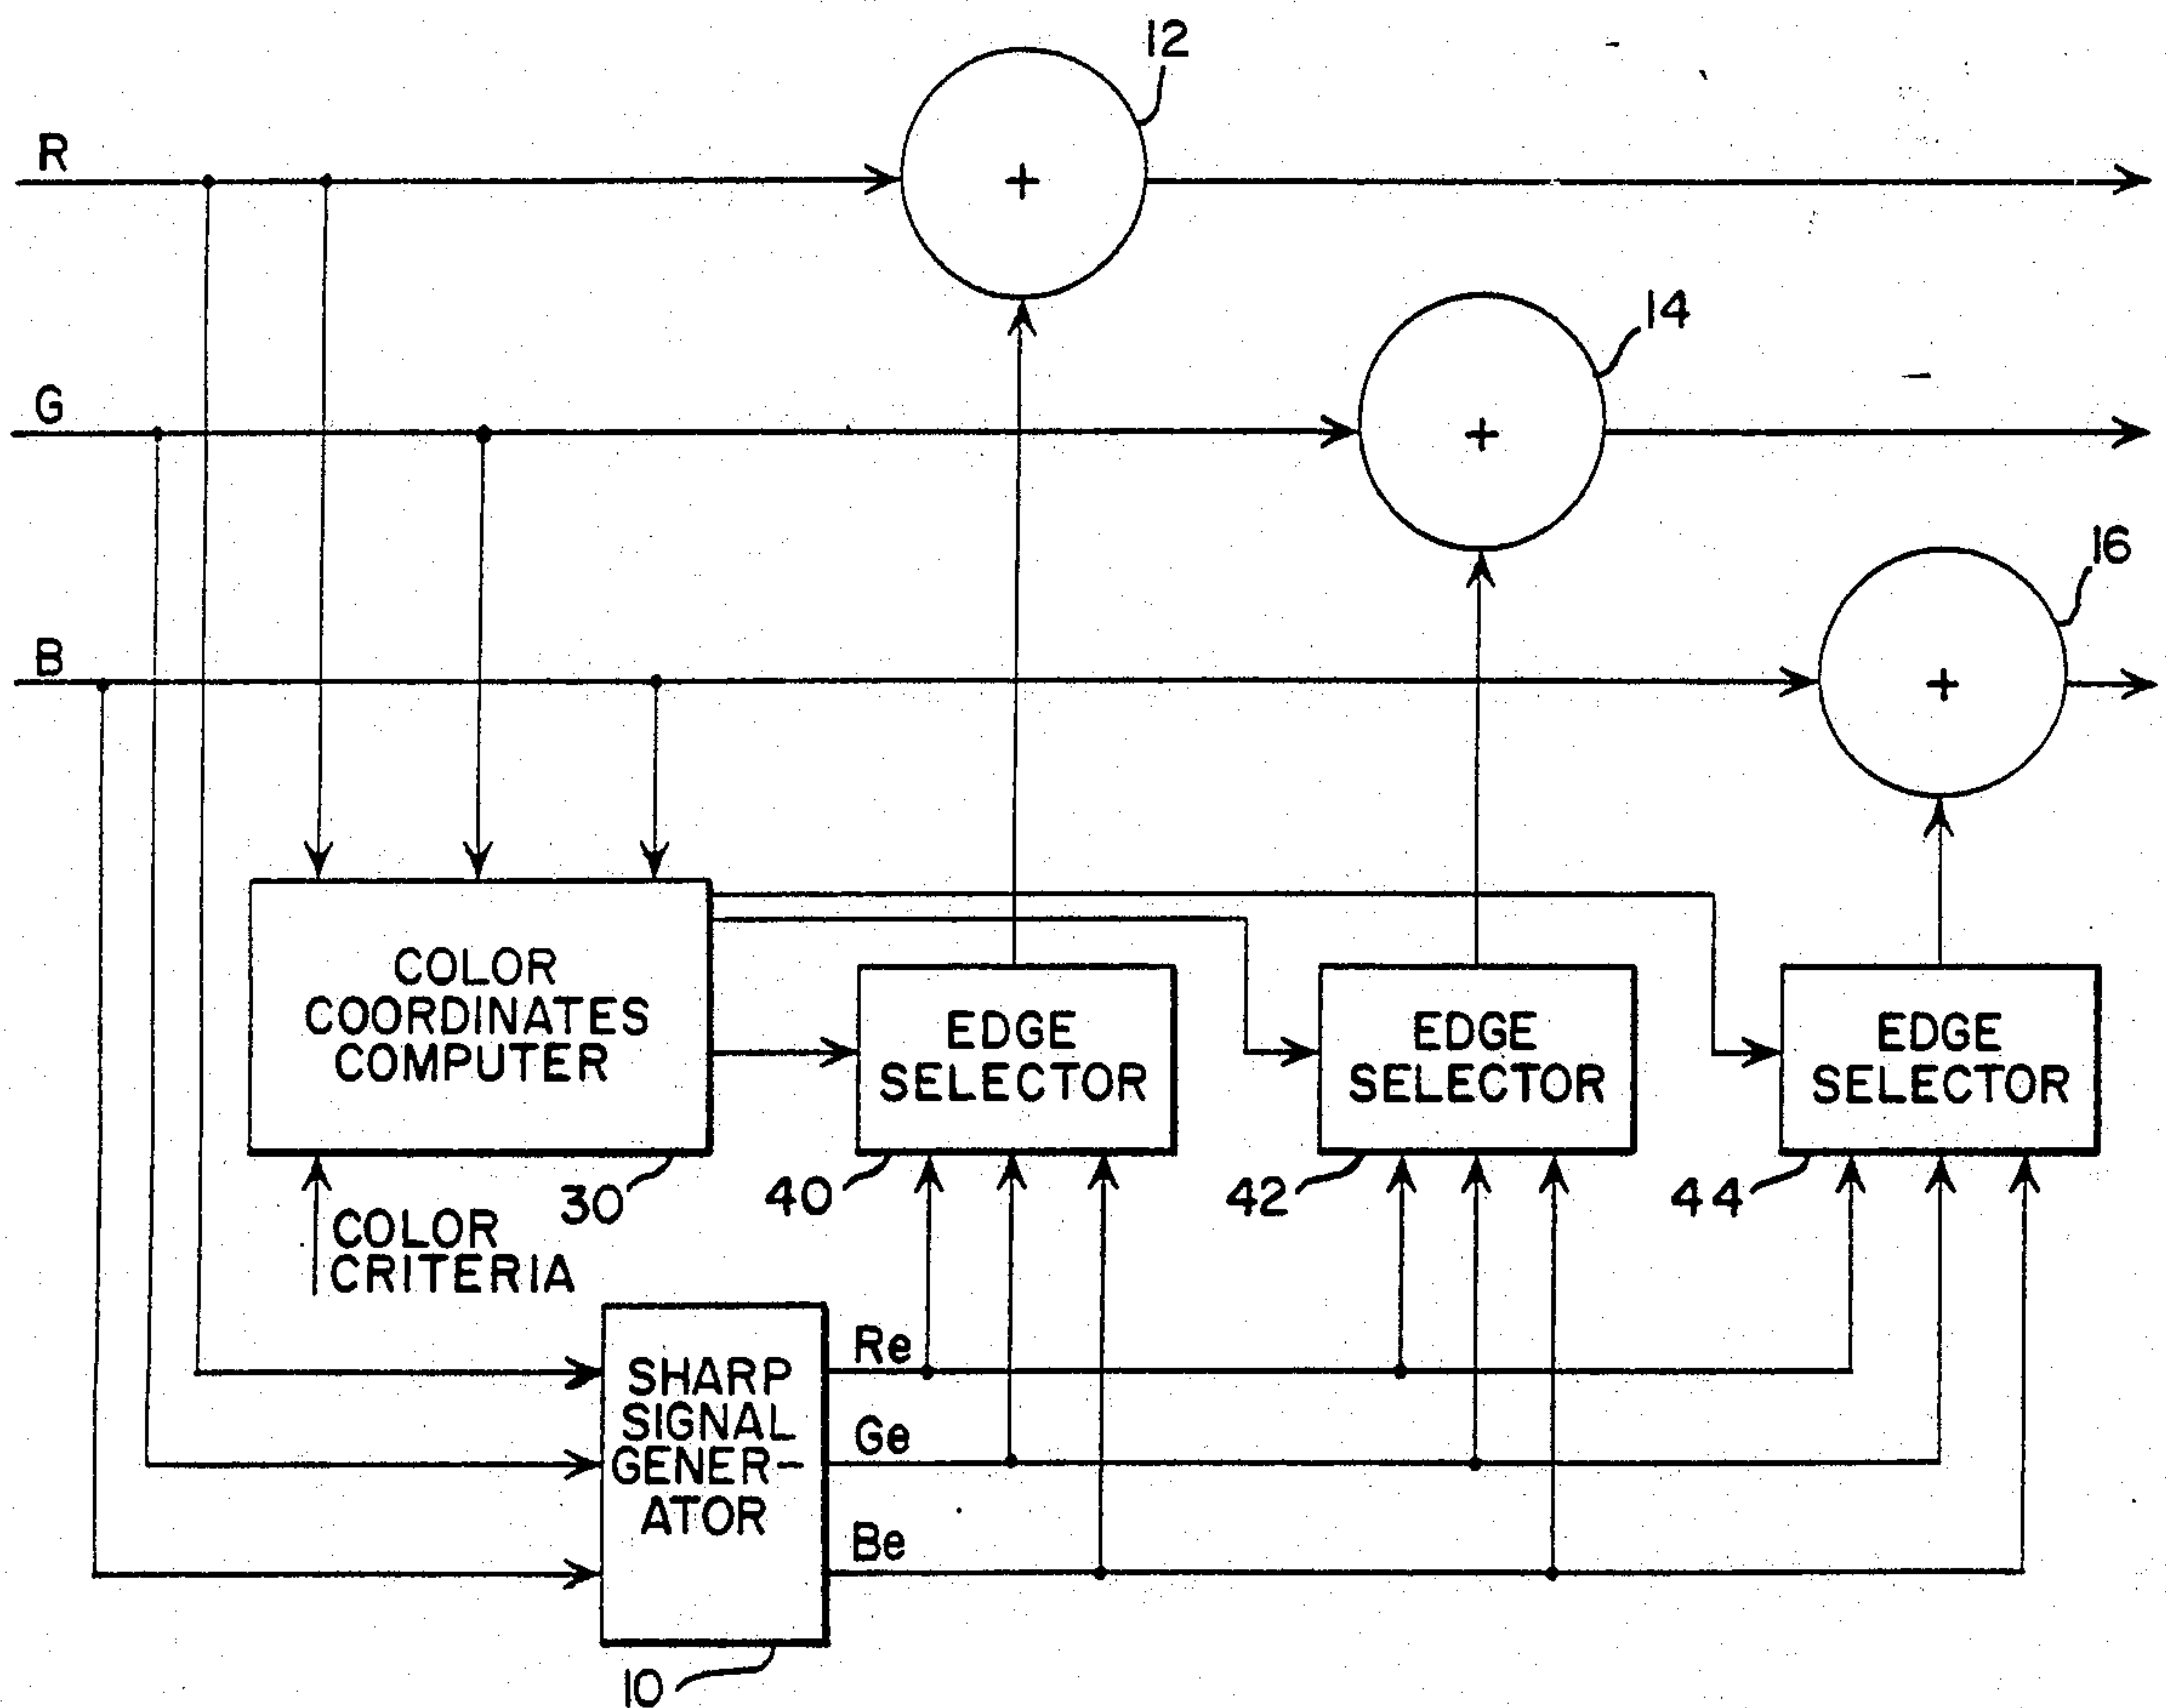 12
R
+
14
G
+
16
B
+
COLOR
COORDINATES
COMPUTER
EDGE
SELECTOR
EDGE
SELECTOR
EDGE
SELECTOR
30
40
42
44
COLOR
CRITERIA
SHARP
SIGNAL
GENER-
ATOR
Re
Ge
Be
10